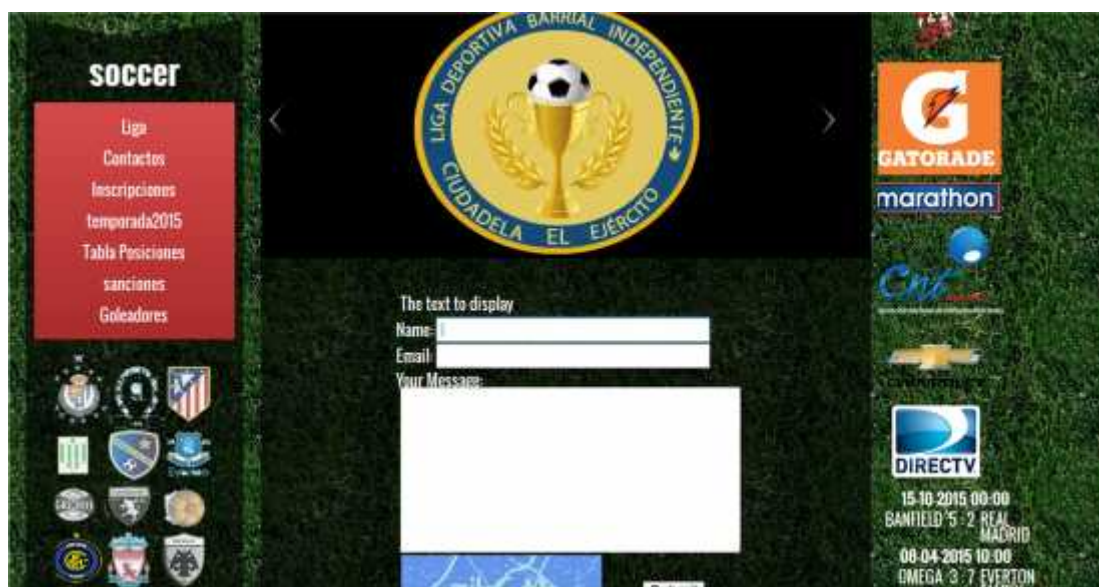 soccer
Liga
Contactos
Inscripciones
temporada2015
Tabla Posiciones
sanciones
Goleadores
LIGA DEPORTIVA BARRIAL INDEPENDIENTE
CIUDADELA EL EJÉRCITO
The text to display
Name:
Email:
Your Message:
G
GATORADE
marathon
Cnt
CHEVROLET
DIRECTV
15-10-2015 00:00
BANFIELD 5 : 2 REAL
MADRID
08-04-2015 10:00
OMEGA 3 : 7 EVERTON